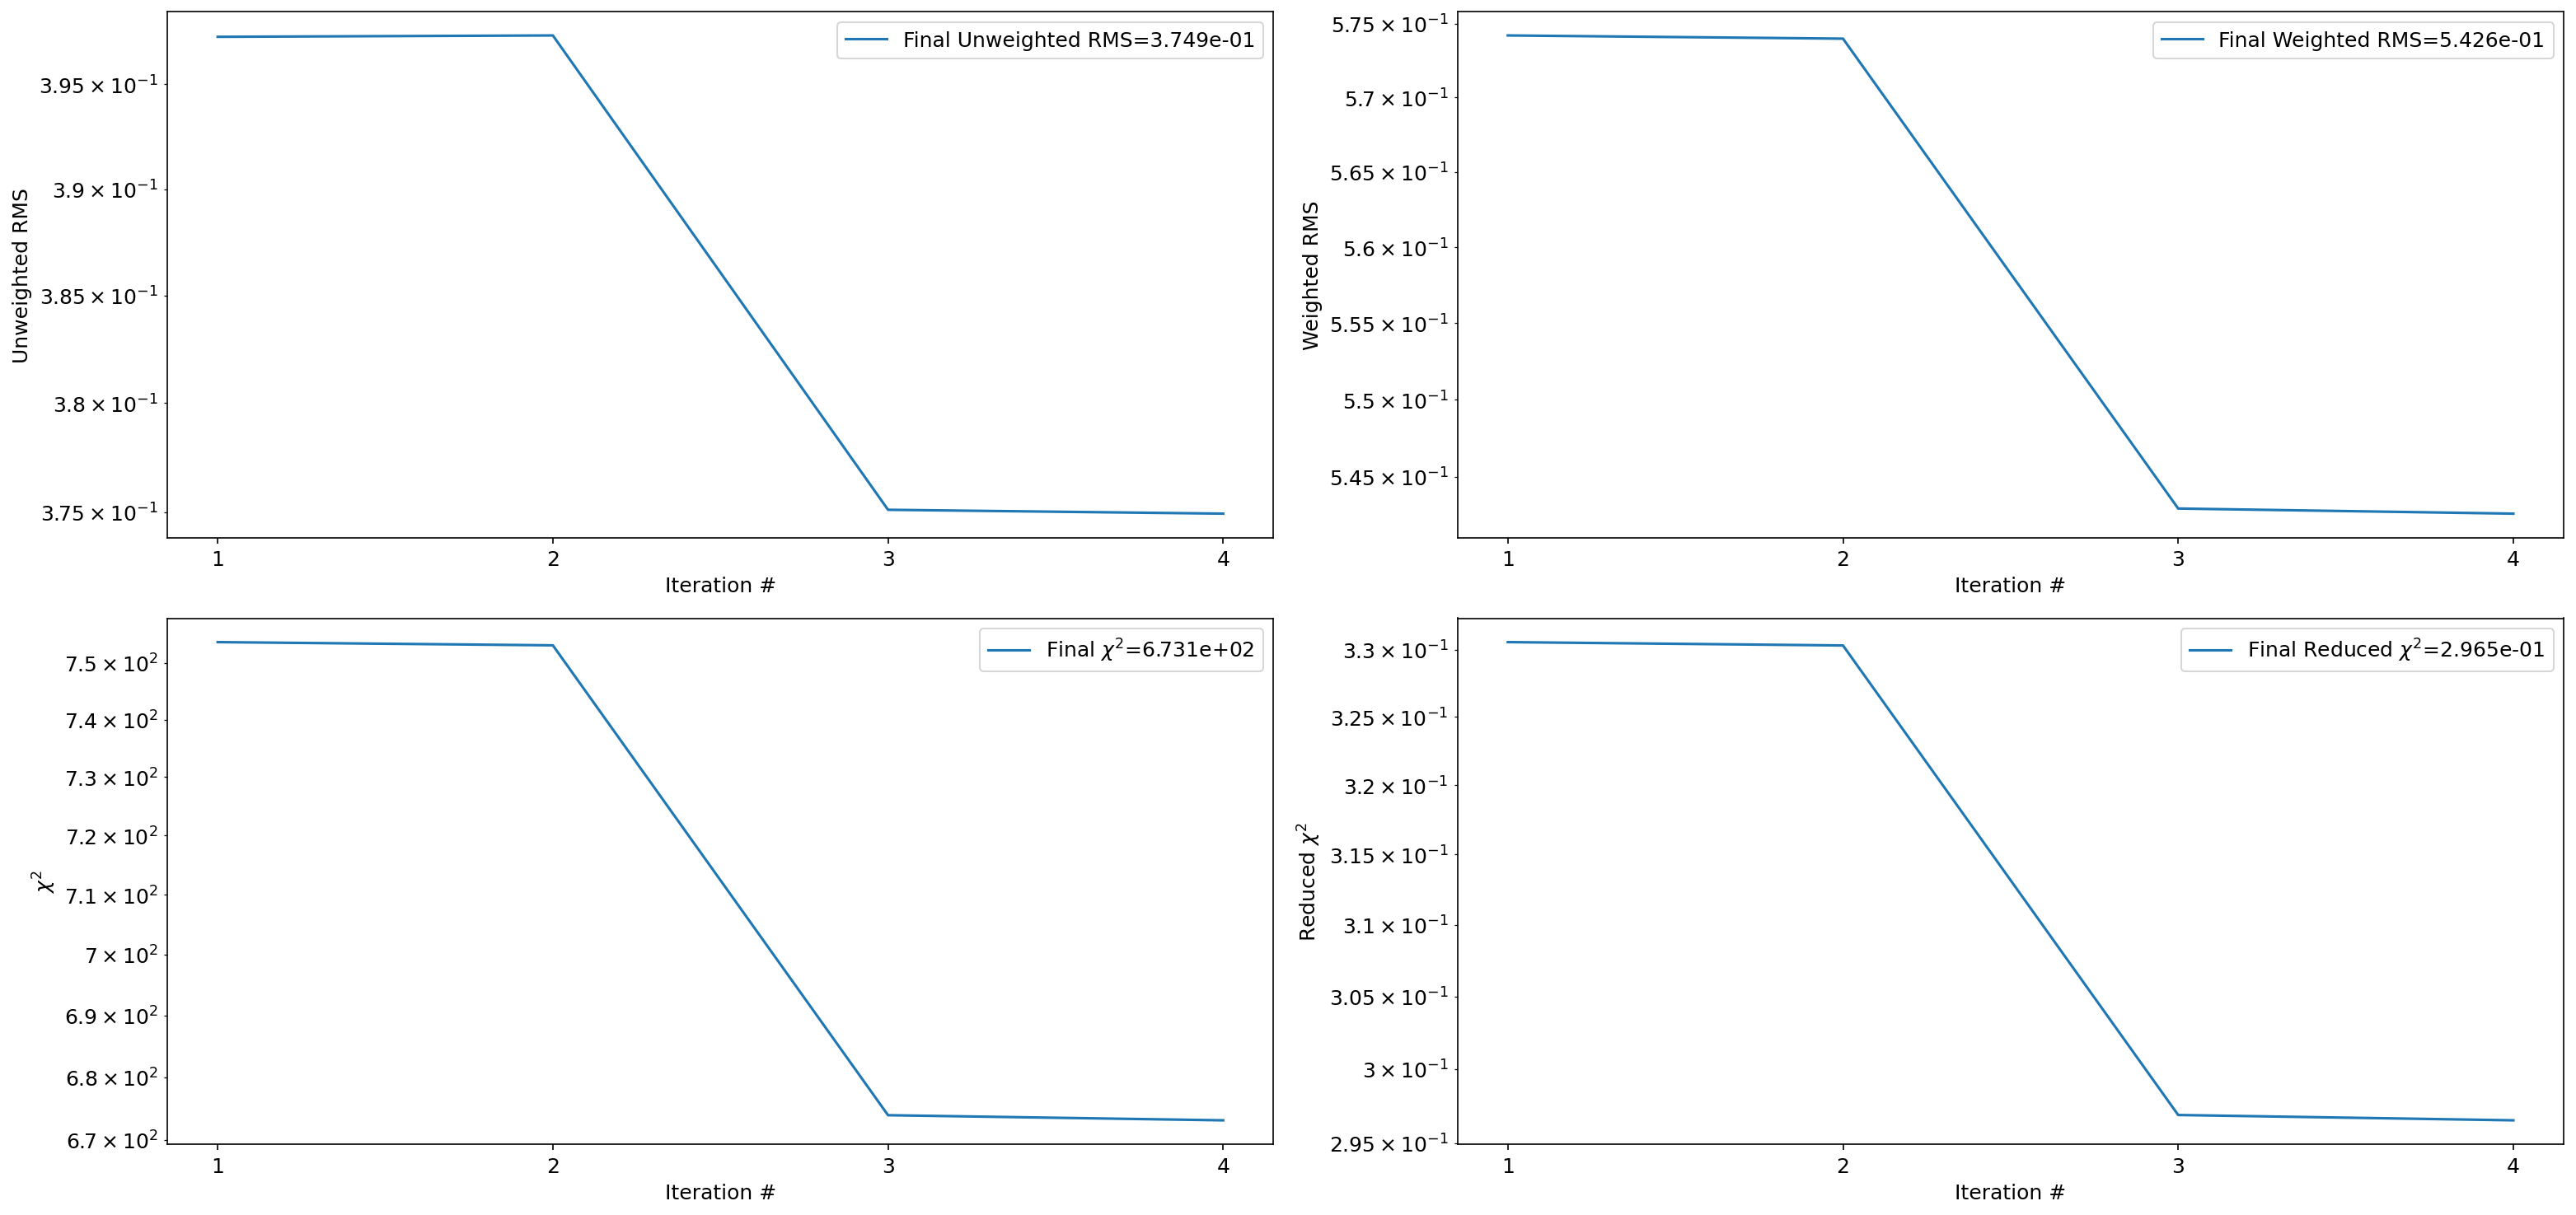 Final Unweighted RMS=3.749e-01
3.95 × 10⁻¹
3.9 × 10⁻¹
3.85 × 10⁻¹
3.8 × 10⁻¹
3.75 × 10⁻¹
Unweighted RMS
1 2 3 4
Iteration #
Final Weighted RMS=5.426e-01
5.75 × 10⁻¹
5.7 × 10⁻¹
5.65 × 10⁻¹
5.6 × 10⁻¹
5.55 × 10⁻¹
5.5 × 10⁻¹
5.45 × 10⁻¹
Weighted RMS
1 2 3 4
Iteration #
Final χ²=6.731e+02
7.5 × 10²
7.4 × 10²
7.3 × 10²
7.2 × 10²
7.1 × 10²
7 × 10²
6.9 × 10²
6.8 × 10²
6.7 × 10²
χ²
1 2 3 4
Iteration #
Final Reduced χ²=2.965e-01
3.3 × 10⁻¹
3.25 × 10⁻¹
3.2 × 10⁻¹
3.15 × 10⁻¹
3.1 × 10⁻¹
3.05 × 10⁻¹
3 × 10⁻¹
2.95 × 10⁻¹
Reduced χ²
1 2 3 4
Iteration #